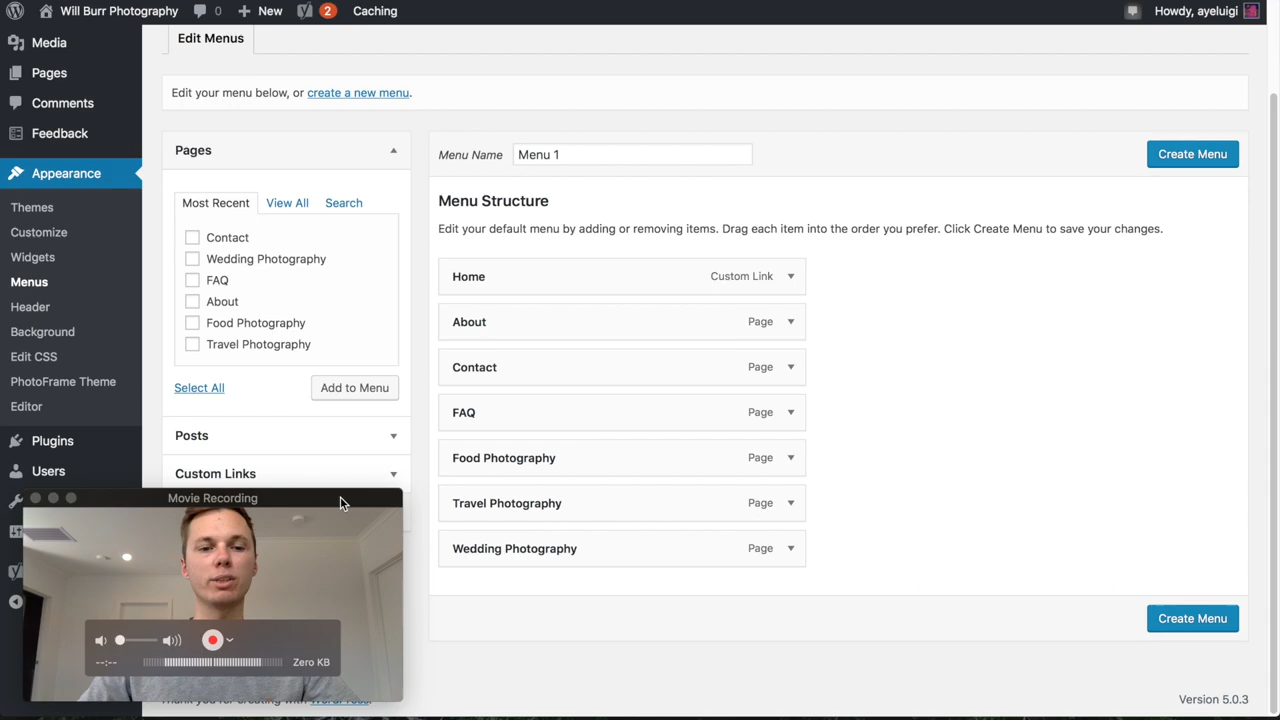 Will Burr Photography 0 + New 2 Caching Howdy, ayeluigi
Media
Pages
Comments
Feedback
Appearance
Themes
Customize
Widgets
Menus
Header
Background
Edit CSS
PhotoFrame Theme
Editor
Plugins
Users
Edit Menus
Edit your menu below, or create a new menu.
Pages
Most Recent View All Search
Contact
Wedding Photography
FAQ
About
Food Photography
Travel Photography
Select All Add to Menu
Posts
Custom Links
Menu Name Menu 1 Create Menu
Menu Structure
Edit your default menu by adding or removing items. Drag each item into the order you prefer. Click Create Menu to save your changes.
Home Custom Link
About Page
Contact Page
FAQ Page
Food Photography Page
Travel Photography Page
Wedding Photography Page
Create Menu
Movie Recording
--:-- Zero KB
Thank you for creating with WordPress.
Version 5.0.3